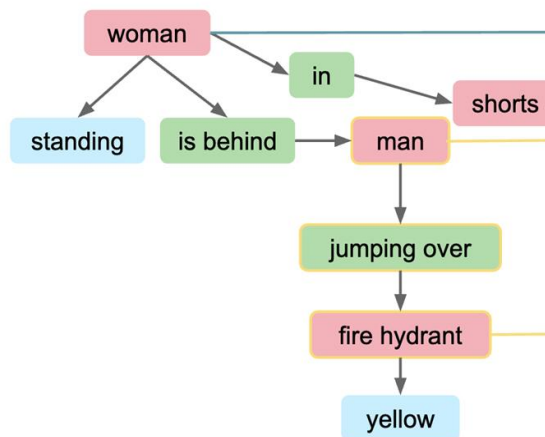 woman
in
shorts
standing
is behind
man
jumping over
fire hydrant
yellow